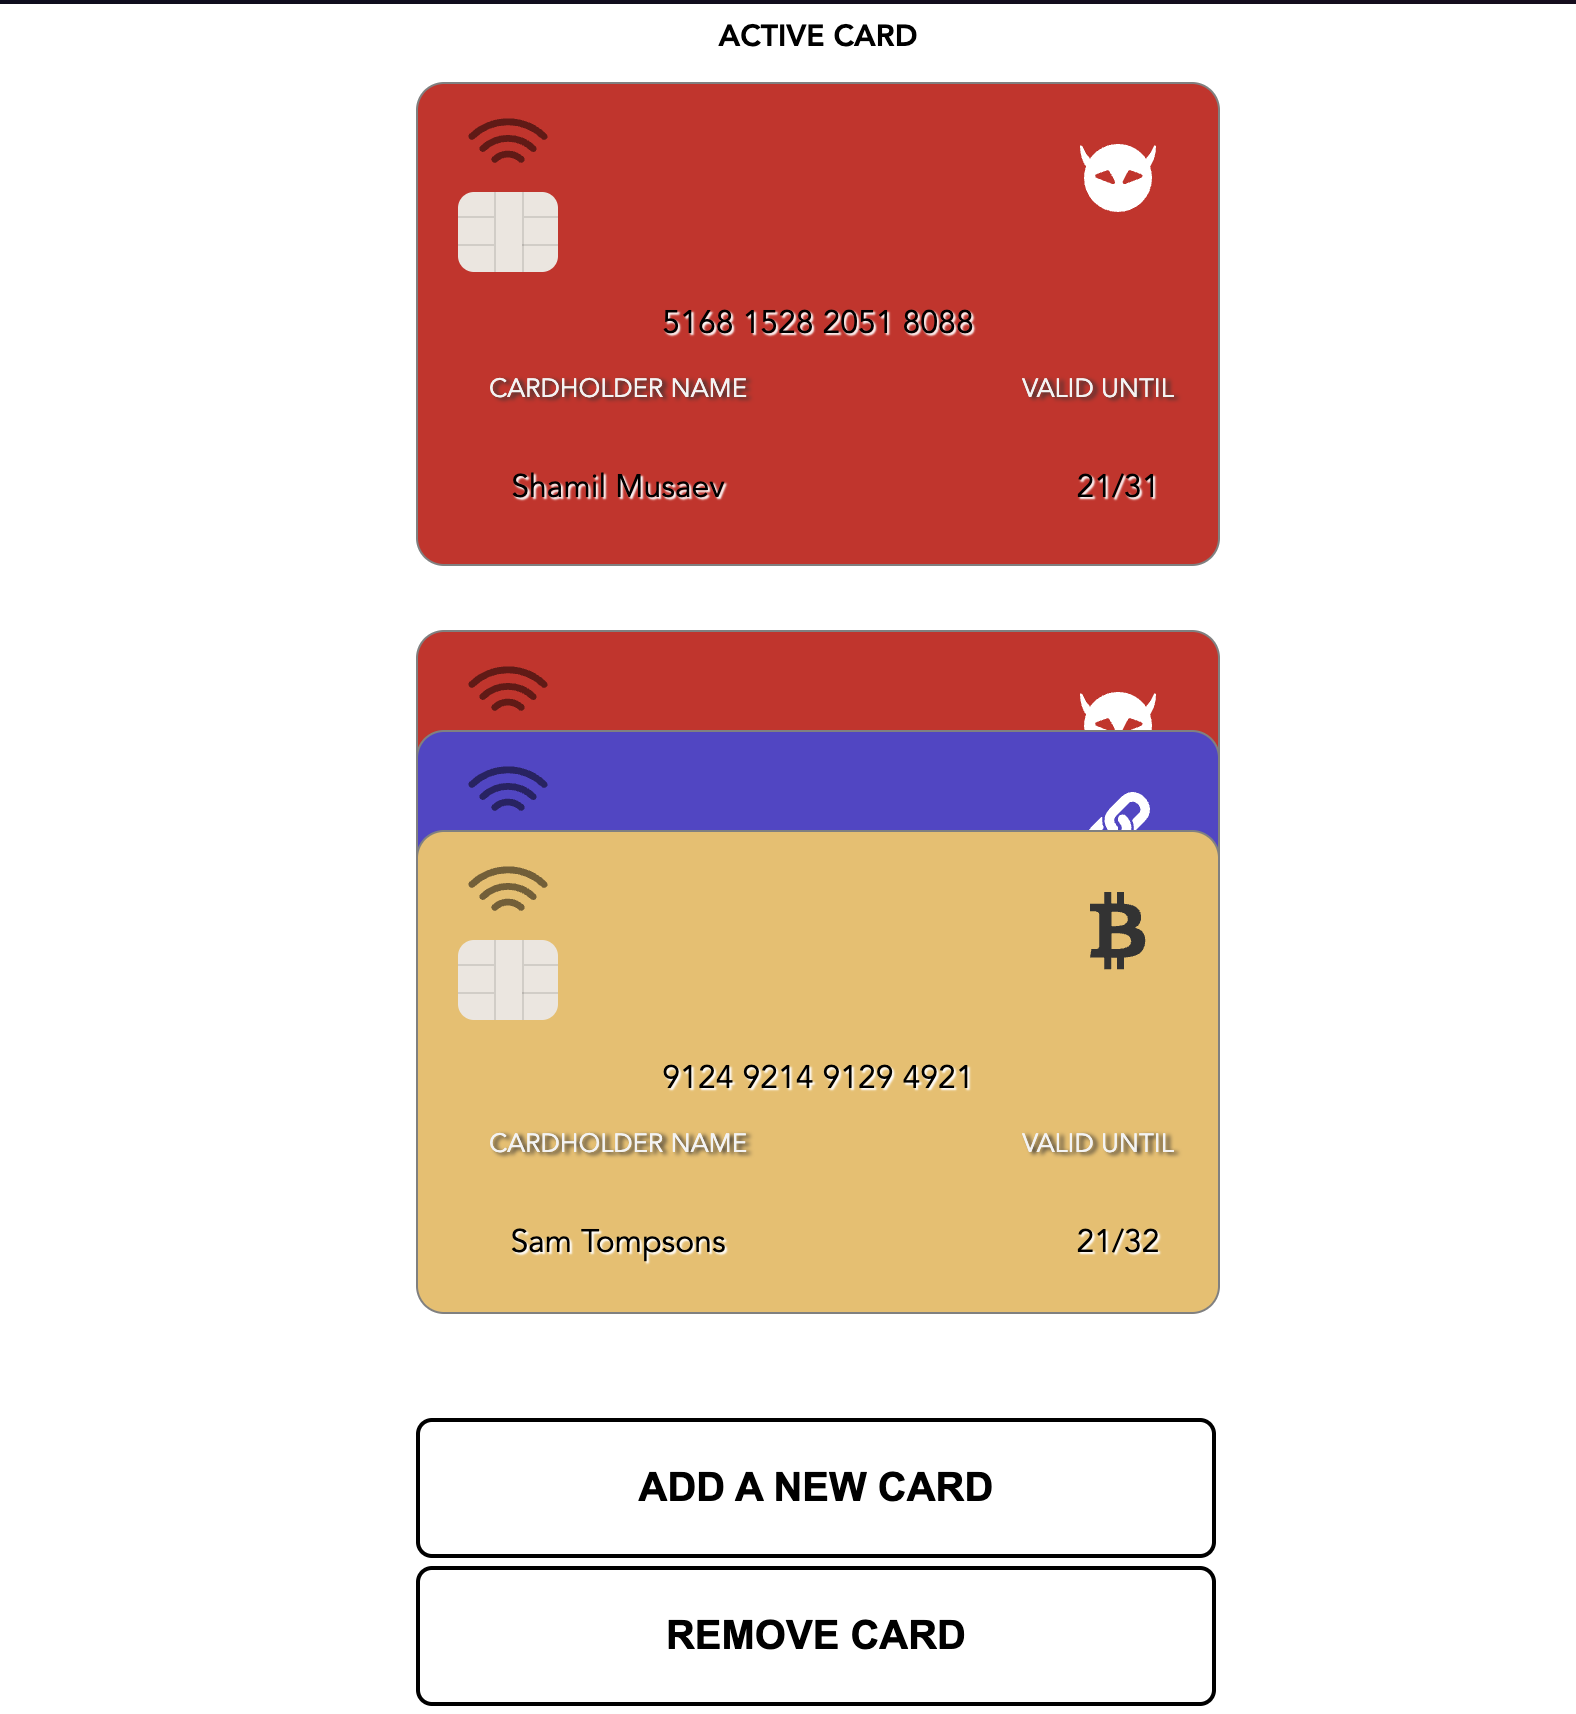 ACTIVE CARD
5168 1528 2051 8088
CARDHOLDER NAME VALID UNTIL
Shamil Musaev 21/31
9124 9214 9129 4921
CARDHOLDER NAME VALID UNTIL
Sam Tompsons 21/32
ADD A NEW CARD
REMOVE CARD